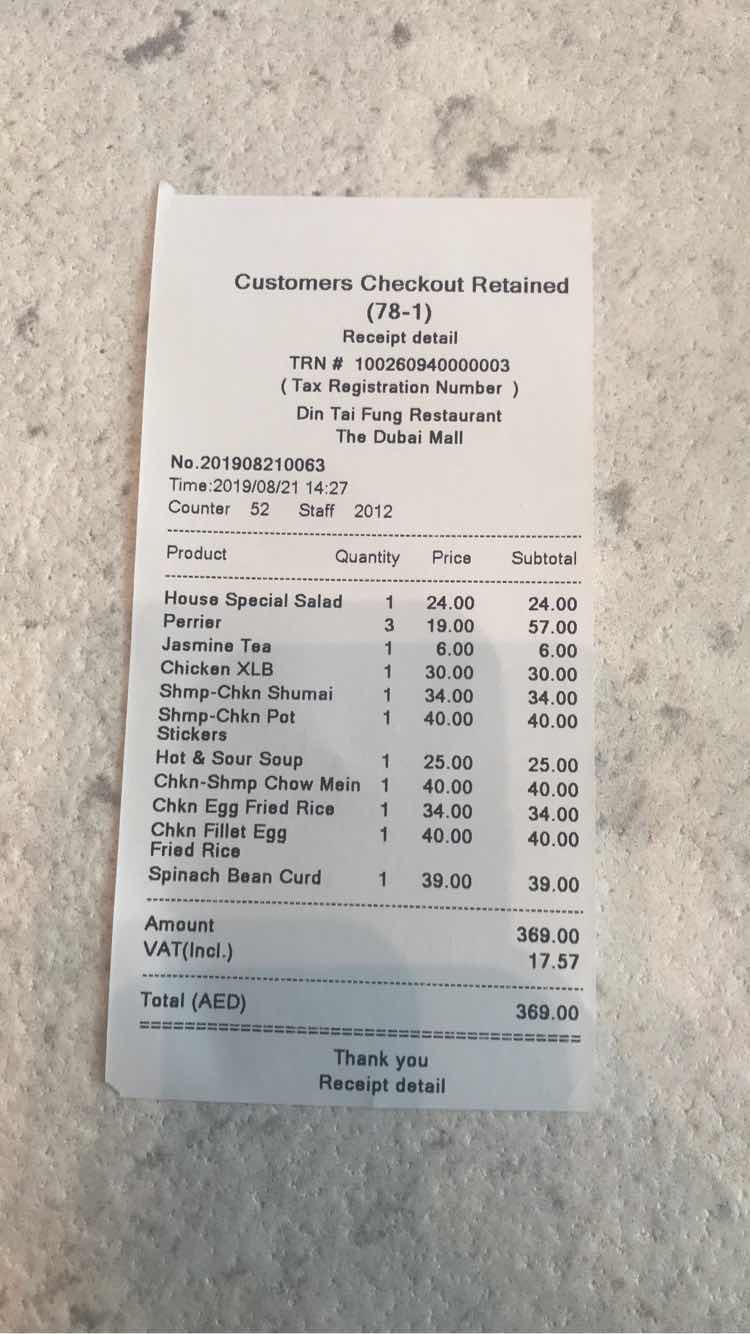 Customers Checkout Retained
(78-1)
Receipt detail
TRN # 100260940000003
( Tax Registration Number )
Din Tai Fung Restaurant
The Dubai Mall
No.201908210063
Time:2019/08/21 14:27
Counter 52 Staff 2012
Product Quantity Price Subtotal
House Special Salad 1 24.00 24.00
Perrier 3 19.00 57.00
Jasmine Tea 1 6.00 6.00
Chicken XLB 1 30.00 30.00
Shmp-Chkn Shumai 1 34.00 34.00
Shmp-Chkn Pot 1 40.00 40.00
Stickers
Hot & Sour Soup 1 25.00 25.00
Chkn-Shmp Chow Mein 1 40.00 40.00
Chkn Egg Fried Rice 1 34.00 34.00
Chkn Fillet Egg 1 40.00 40.00
Fried Rice
Spinach Bean Curd 1 39.00 39.00
Amount 369.00
VAT(Incl.) 17.57
Total (AED) 369.00
Thank you
Receipt detail